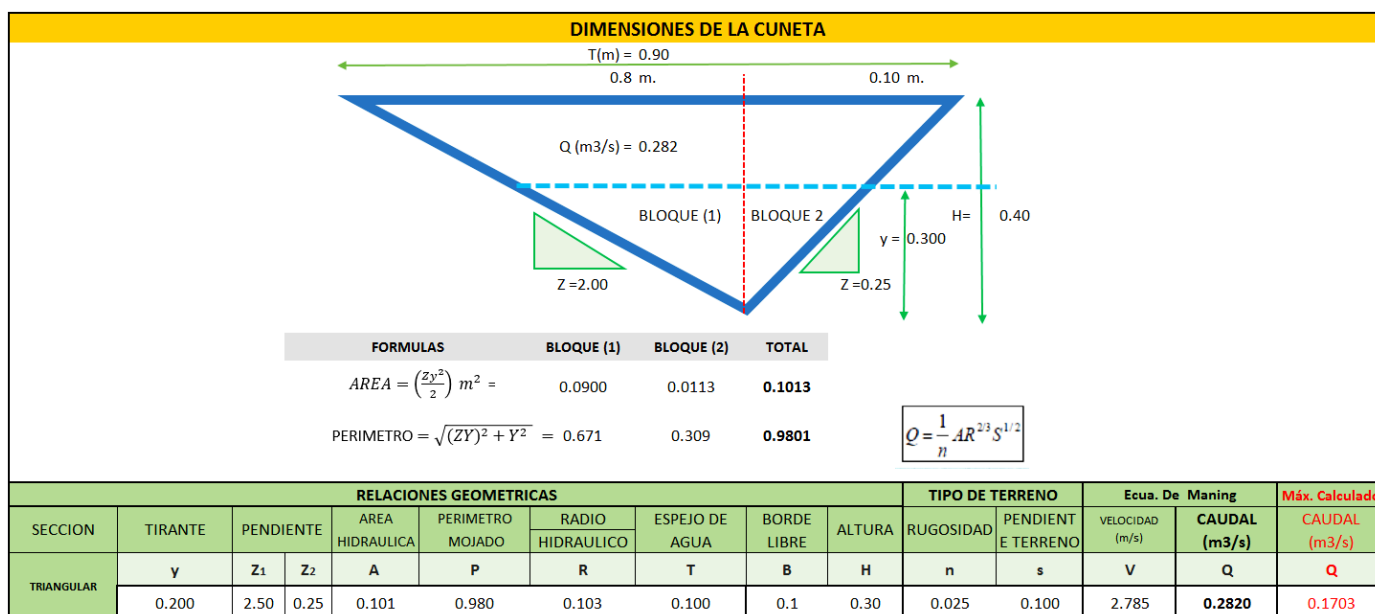 DIMENSIONES DE LA CUNETA
T(m) = 0.90
0.8 m. 0.10 m.
Q (m3/s) = 0.282
BLOQUE (1) BLOQUE 2 H= 0.40
y = 0.300
Z =2.00 Z =0.25
FORMULAS BLOQUE (1) BLOQUE (2) TOTAL
AREA = (Zy²/2) m² = 0.0900 0.0113 0.1013
PERIMETRO = √((ZY)² + Y²) = 0.671 0.309 0.9801
Q = 1/n AR^2/3 S^1/2
RELACIONES GEOMETRICAS TIPO DE TERRENO Ecua. De Maning Máx. Calculado
SECCION TIRANTE PENDIENTE AREA HIDRAULICA PERIMETRO MOJADO RADIO HIDRAULICO ESPEJO DE AGUA BORDE LIBRE ALTURA RUGOSIDAD PENDIENT E TERRENO VELOCIDAD (m/s) CAUDAL (m3/s) CAUDAL (m3/s)
TRIANGULAR y Z1 Z2 A P R T B H n s V Q Q
0.200 2.50 0.25 0.101 0.980 0.103 0.100 0.1 0.30 0.025 0.100 2.785 0.2820 0.1703